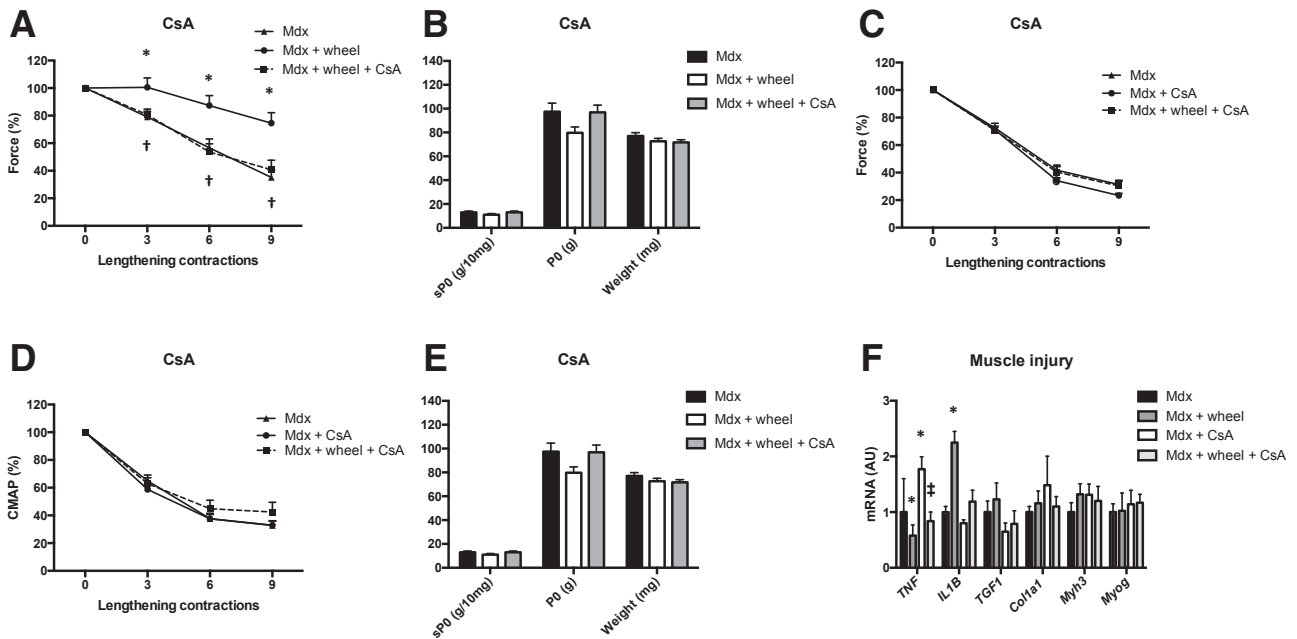 A
CsA
Mdx
Mdx + wheel
Mdx + wheel + CsA
120
100
80
60
40
20
0
Force (%)
*
*
*
†
†
†
0 3 6 9
Lengthening contractions
B
CsA
Mdx
Mdx + wheel
Mdx + wheel + CsA
140
120
100
80
60
40
20
0
sP0 (g/10mg)
P0 (g)
Weight (mg)
C
CsA
Mdx
Mdx + CsA
Mdx + wheel + CsA
120
100
80
60
40
20
0
Force (%)
0 3 6 9
Lengthening contractions
D
CsA
Mdx
Mdx + CsA
Mdx + wheel + CsA
120
100
80
60
40
20
0
CMAP (%)
0 3 6 9
Lengthening contractions
E
CsA
Mdx
Mdx + wheel
Mdx + wheel + CsA
140
120
100
80
60
40
20
0
sP0 (g/10mg)
P0 (g)
Weight (mg)
F
Muscle injury
Mdx
Mdx + wheel
Mdx + CsA
Mdx + wheel + CsA
3
2
1
0
mRNA (AU)
*
*
‡
*
TNF
IL1B
TGF1
Col1a1
Myh3
Myog